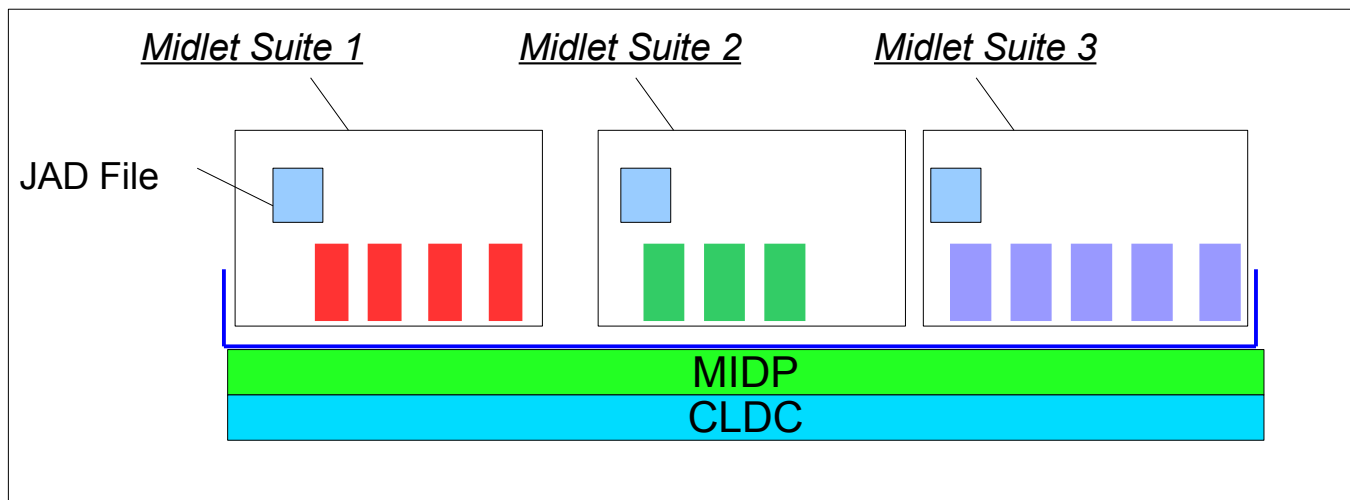 Midlet Suite 1
Midlet Suite 2
Midlet Suite 3
JAD File
MIDP
CLDC